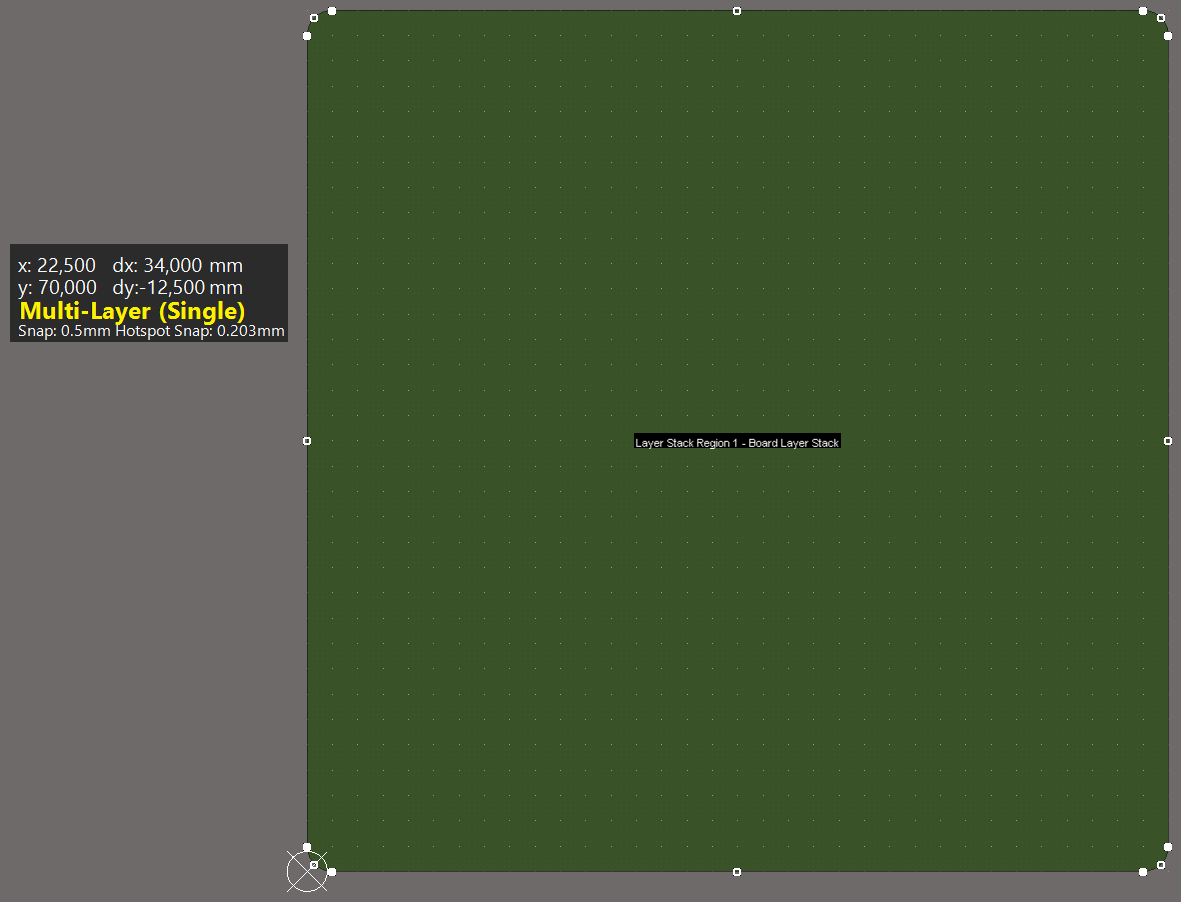 x: 22,500 dx: 34,000 mm
y: 70,000 dy:-12,500 mm
Multi-Layer (Single)
Snap: 0.5mm Hotspot Snap: 0.203mm
Layer Stack Region 1 - Board Layer Stack